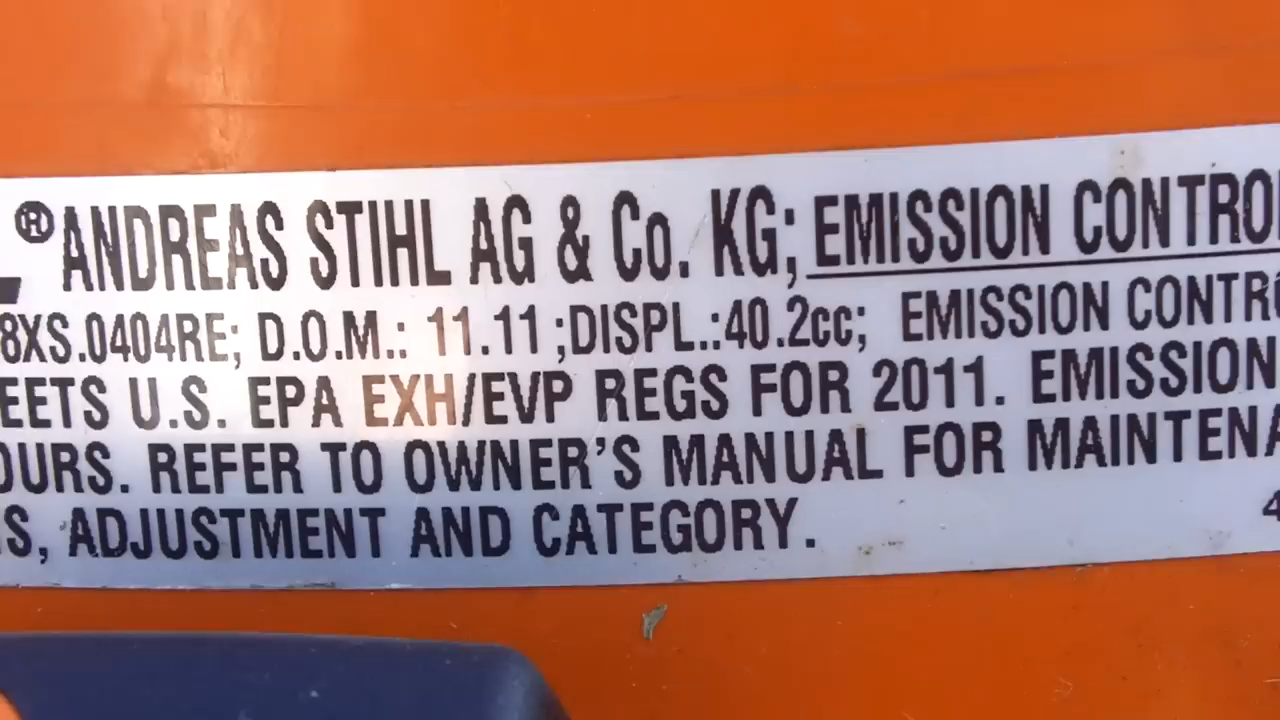 ® ANDREAS STIHL AG & Co. KG; EMISSION CONTRO
8XS.0404RE; D.O.M.: 11.11 ;DISPL.:40.2cc; EMISSION CONTR
EETS U.S. EPA EXH/EVP REGS FOR 2011. EMISSION
OURS. REFER TO OWNER'S MANUAL FOR MAINTENA
S, ADJUSTMENT AND CATEGORY.